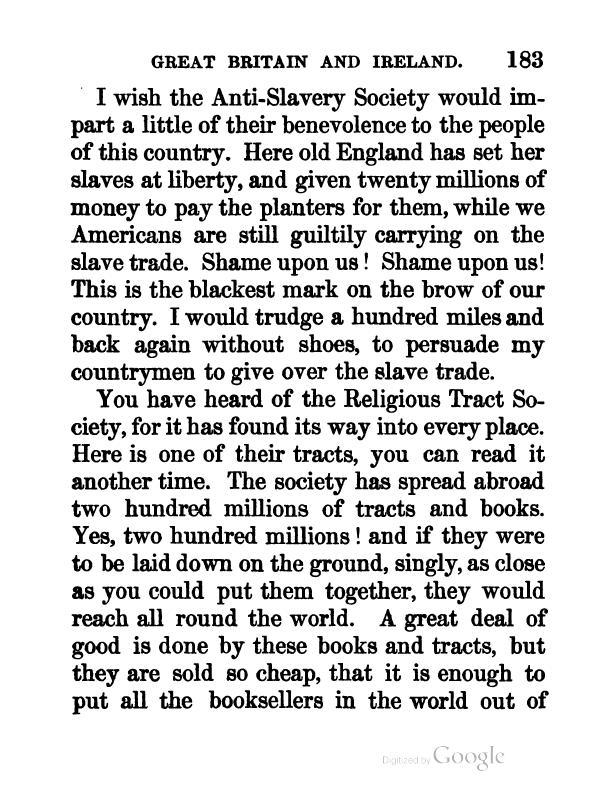 GREAT BRITAIN AND IRELAND. 183
I wish the Anti-Slavery Society would im-
part a little of their benevolence to the people
of this country. Here old England has set her
slaves at liberty, and given twenty millions of
money to pay the planters for them, while we
Americans are still guiltily carrying on the
slave trade. Shame upon us! Shame upon us!
This is the blackest mark on the brow of our
country. I would trudge a hundred miles and
back again without shoes, to persuade my
countrymen to give over the slave trade.
You have heard of the Religious Tract So-
ciety, for it has found its way into every place.
Here is one of their tracts, you can read it
another time. The society has spread abroad
two hundred millions of tracts and books.
Yes, two hundred millions! and if they were
to be laid down on the ground, singly, as close
as you could put them together, they would
reach all round the world. A great deal of
good is done by these books and tracts, but
they are sold so cheap, that it is enough to
put all the booksellers in the world out of
Digitized by Google